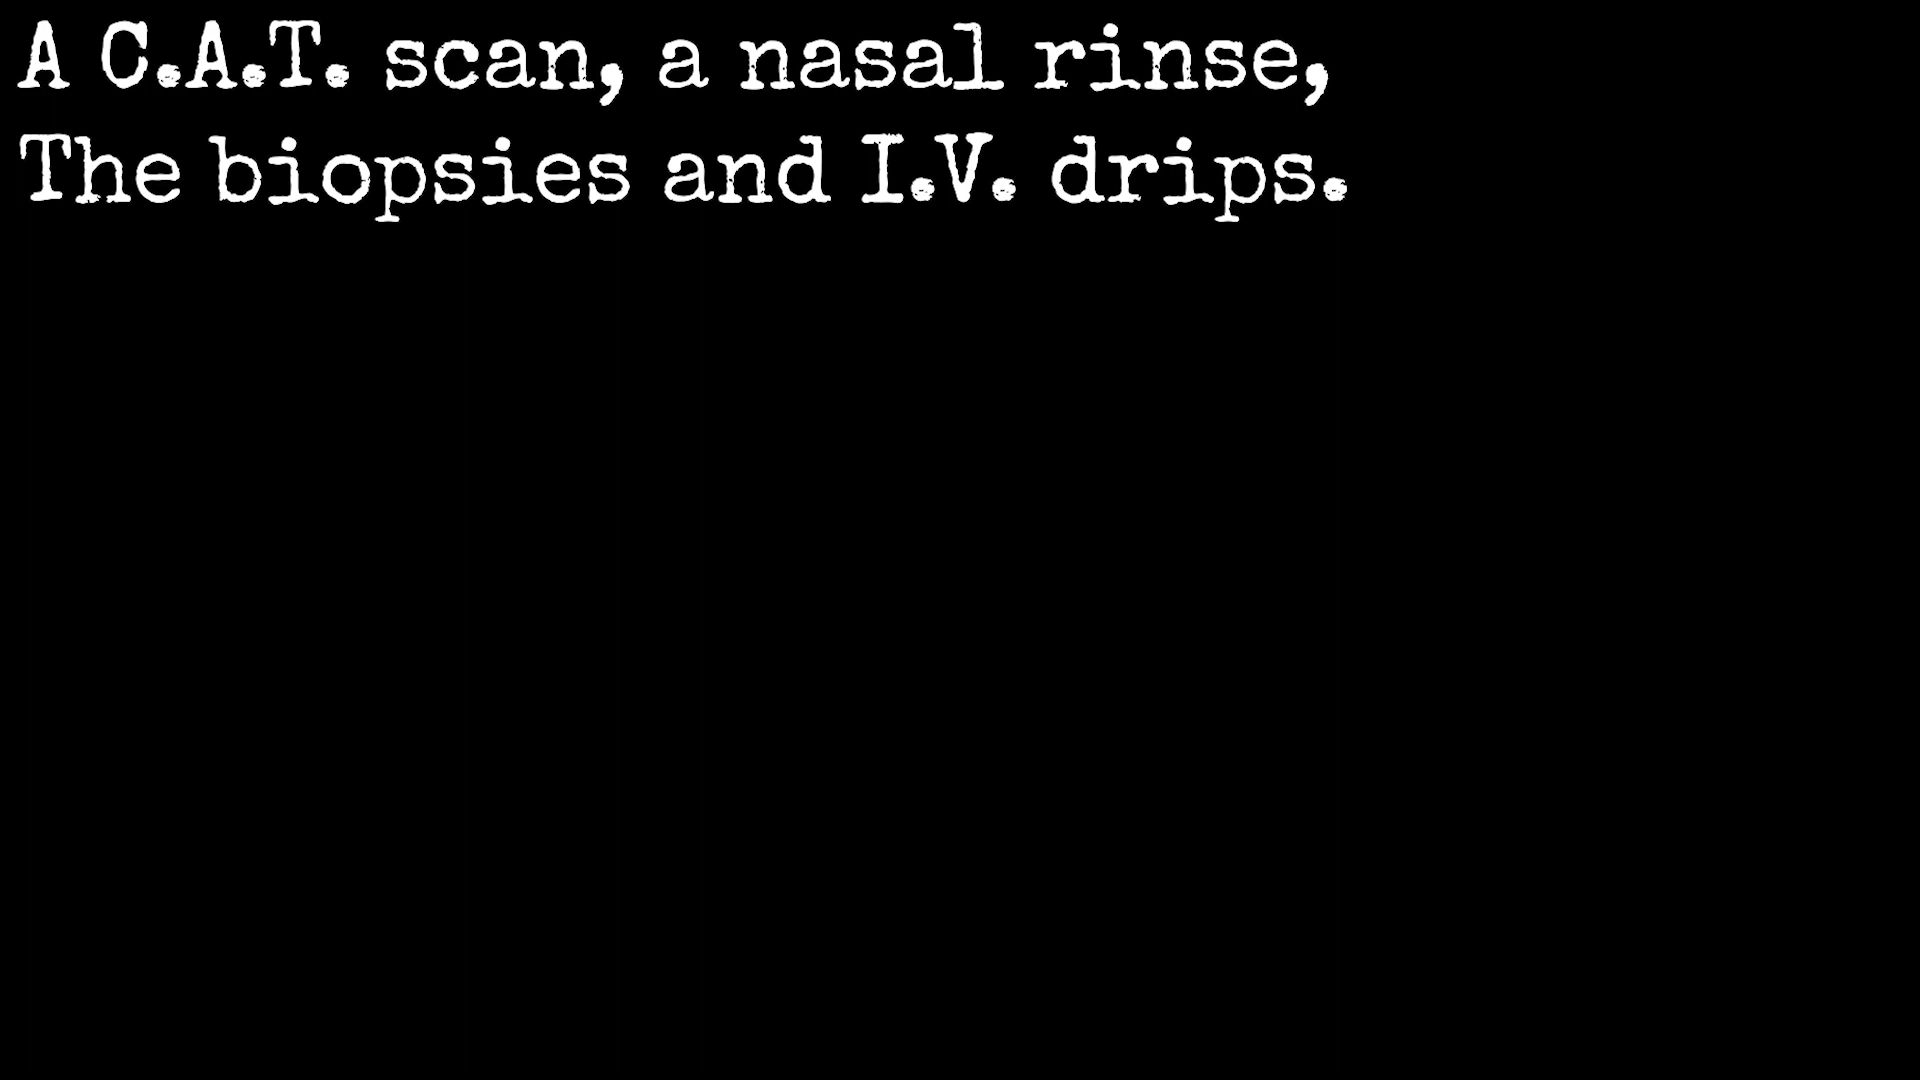 A C.A.T. scan, a nasal rinse,
The biopsies and I.V. drips.